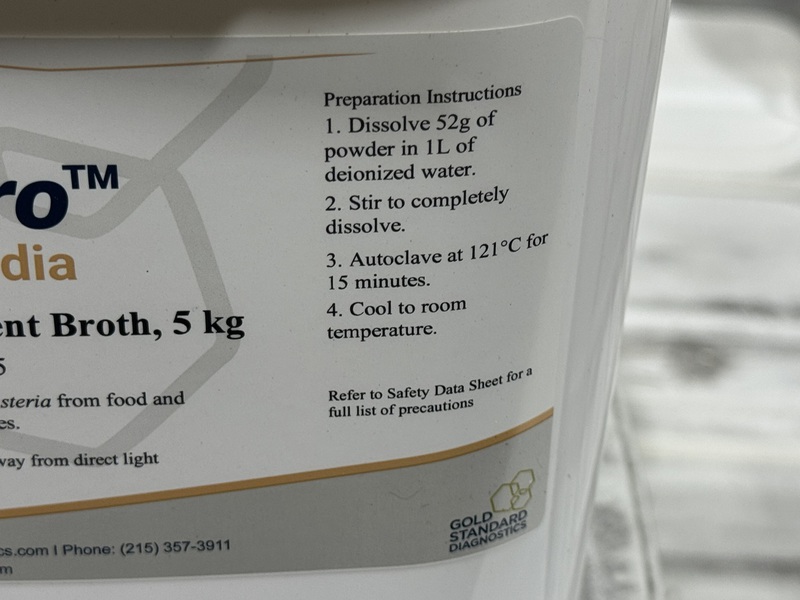 ro™
dia
ent Broth, 5 kg
5
steria from food and
es.
way from direct light
cs.com | Phone: (215) 357-3911
m
Preparation Instructions
1. Dissolve 52g of
powder in 1L of
deionized water.
2. Stir to completely
dissolve.
3. Autoclave at 121°C for
15 minutes.
4. Cool to room
temperature.
Refer to Safety Data Sheet for a
full list of precautions
GOLD
STANDARD
DIAGNOSTICS